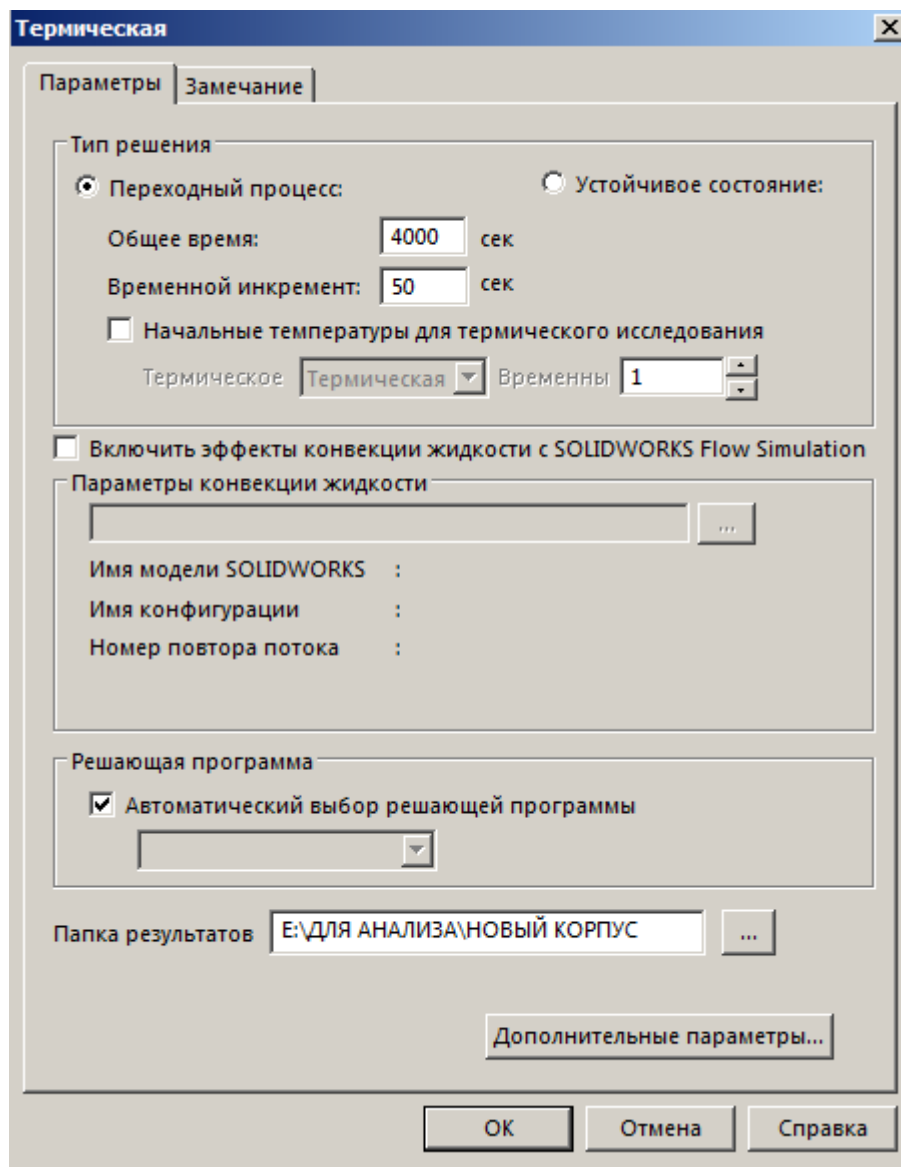 Термическая
Параметры Замечание
Тип решения
Переходный процесс: Устойчивое состояние:
Общее время: 4000 сек
Временной инкремент: 50 сек
Начальные температуры для термического исследования
Термическое Термическая Временны 1
Включить эффекты конвекции жидкости с SOLIDWORKS Flow Simulation
Параметры конвекции жидкости
...
Имя модели SOLIDWORKS :
Имя конфигурации :
Номер повтора потока :
Решающая программа
Автоматический выбор решающей программы
Папка результатов E:\ДЛЯ АНАЛИЗА\НОВЫЙ КОРПУС ...
Дополнительные параметры...
ОК Отмена Справка